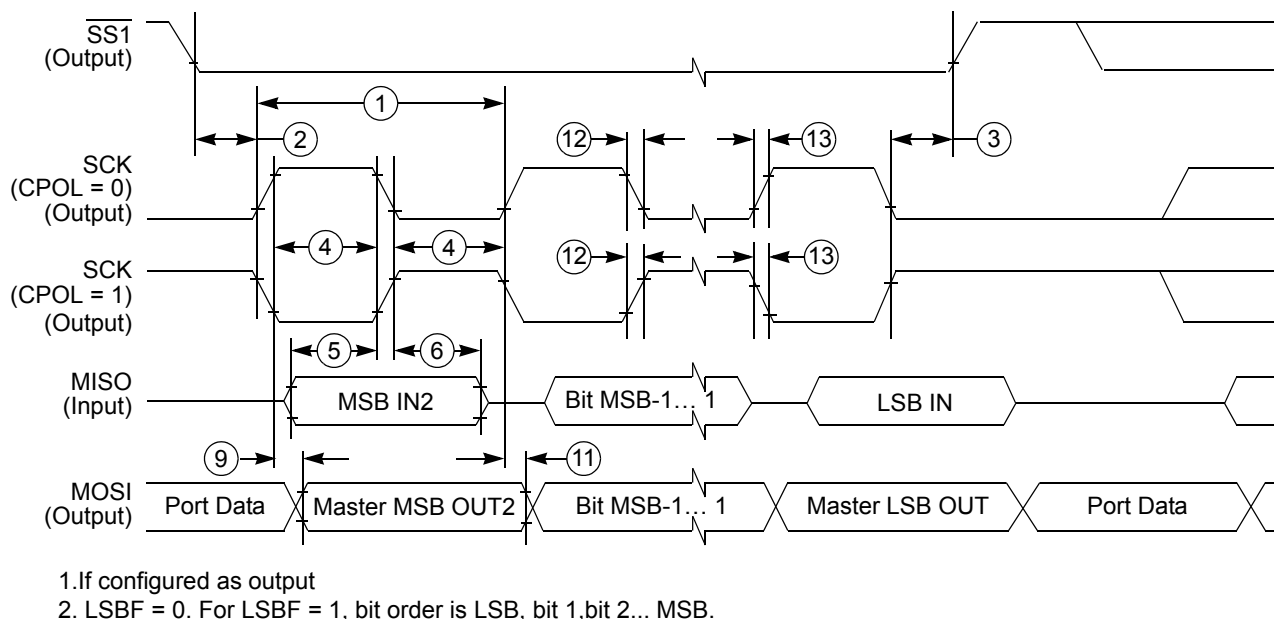 SS1
(Output)
1
2
12
13
3
SCK
(CPOL = 0)
(Output)
4
4
SCK
(CPOL = 1)
(Output)
12
13
5
6
MISO
(Input)
MSB IN2
Bit MSB-1… 1
LSB IN
9
11
MOSI
(Output)
Port Data
Master MSB OUT2
Bit MSB-1… 1
Master LSB OUT
Port Data
1.If configured as output
2. LSBF = 0. For LSBF = 1, bit order is LSB, bit 1,bit 2... MSB.